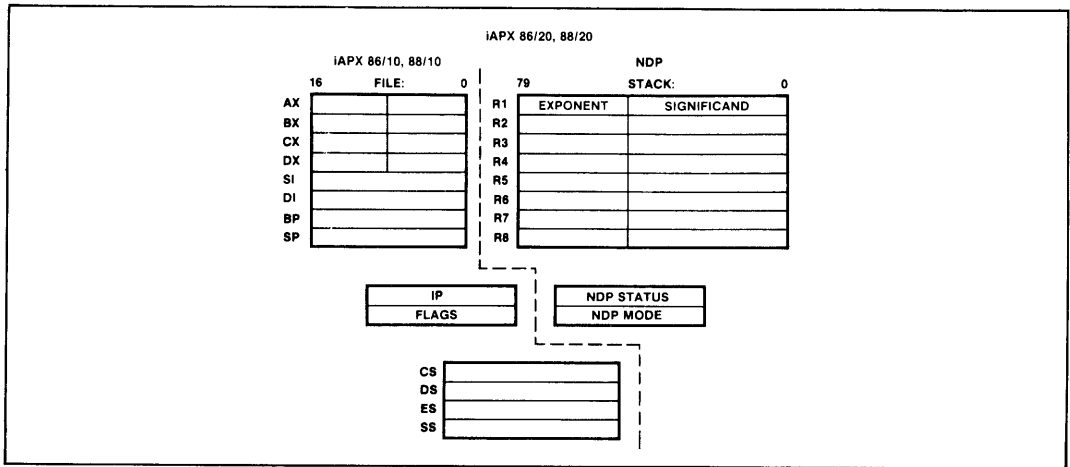 iAPX 86/20, 88/20
iAPX 86/10, 88/10
NDP
16 FILE: 0
79 STACK: 0
AX
BX
CX
DX
SI
DI
BP
SP
R1 EXPONENT SIGNIFICAND
R2
R3
R4
R5
R6
R7
R8
IP
FLAGS
NDP STATUS
NDP MODE
CS
DS
ES
SS